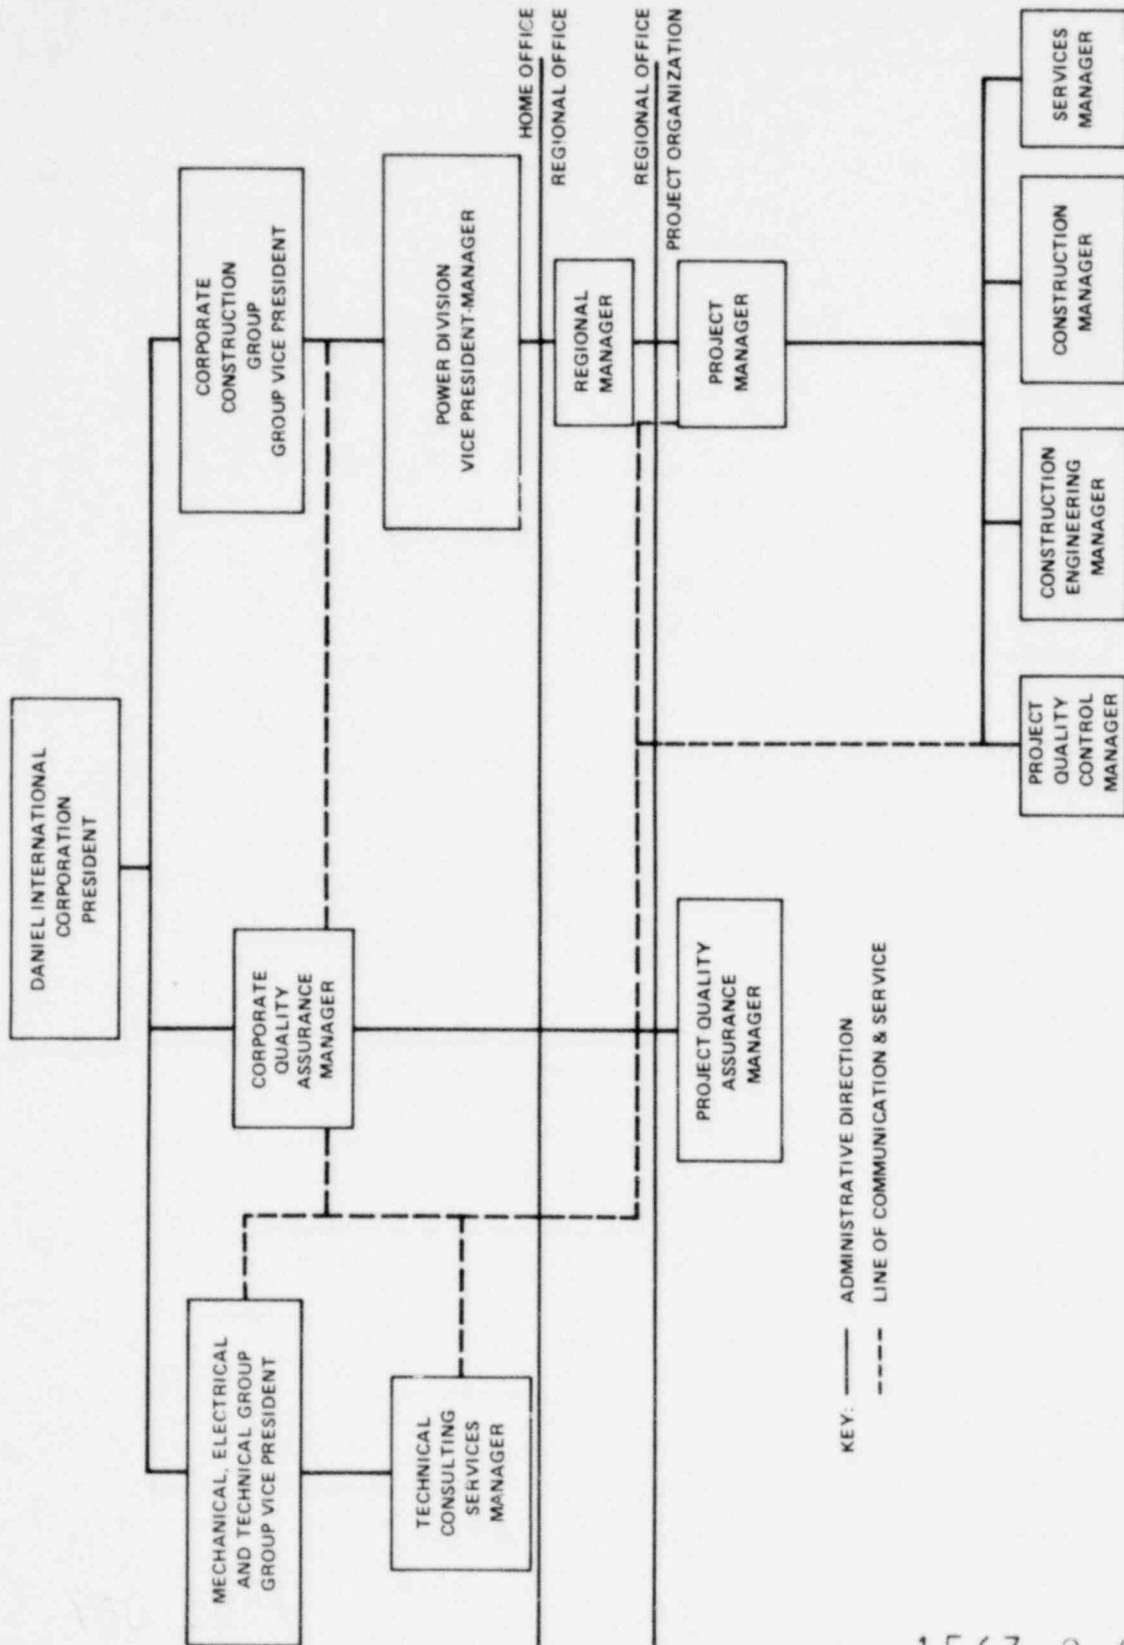 DANIEL INTERNATIONAL
CORPORATION
PRESIDENT
MECHANICAL, ELECTRICAL
AND TECHNICAL GROUP
GROUP VICE PRESIDENT
CORPORATE
QUALITY
ASSURANCE
MANAGER
CORPORATE
CONSTRUCTION
GROUP
GROUP VICE PRESIDENT
TECHNICAL
CONSULTING
SERVICES
MANAGER
POWER DIVISION
VICE PRESIDENT-MANAGER
HOME OFFICE
REGIONAL OFFICE
REGIONAL
MANAGER
REGIONAL OFFICE
PROJECT ORGANIZATION
PROJECT QUALITY
ASSURANCE
MANAGER
PROJECT
MANAGER
KEY:
ADMINISTRATIVE DIRECTION
LINE OF COMMUNICATION & SERVICE
PROJECT
QUALITY
CONTROL
MANAGER
CONSTRUCTION
ENGINEERING
MANAGER
CONSTRUCTION
MANAGER
SERVICES
MANAGER